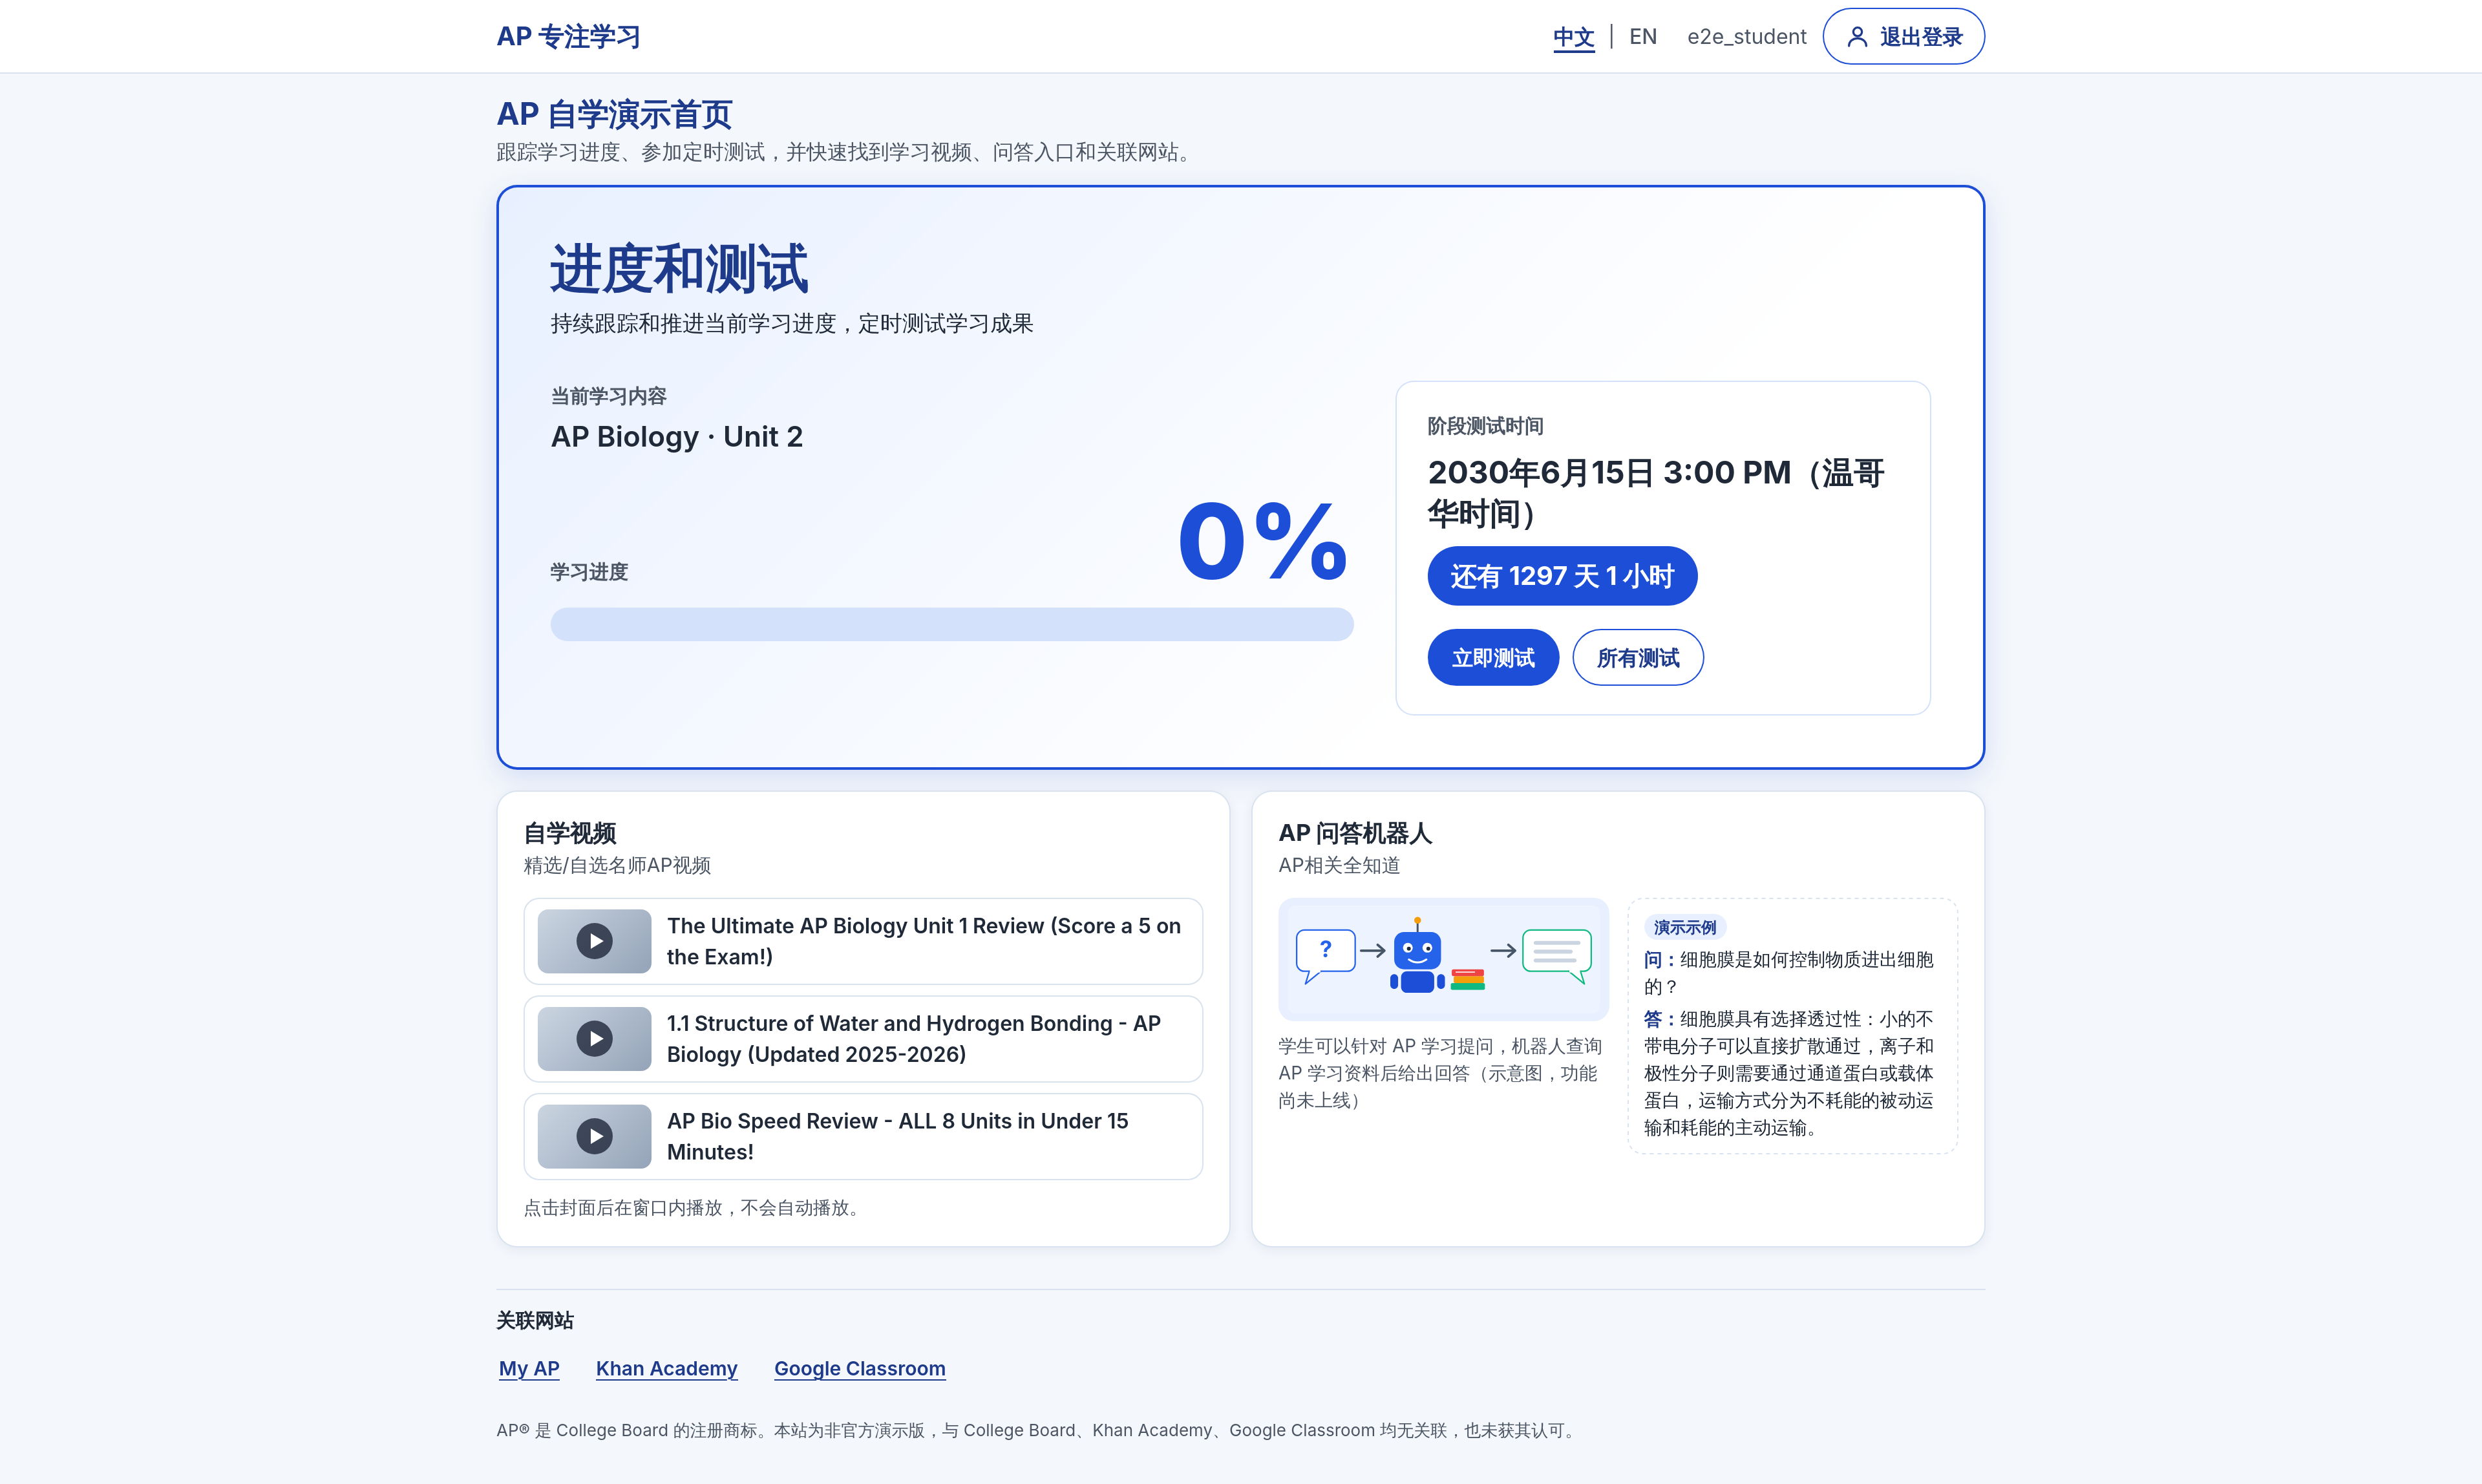 AP 专注学习
中文 | EN e2e_student 退出登录
AP 自学演示首页
跟踪学习进度、参加定时测试，并快速找到学习视频、问答入口和关联网站。
进度和测试
持续跟踪和推进当前学习进度，定时测试学习成果
当前学习内容
AP Biology · Unit 2
学习进度
0%
阶段测试时间
2030年6月15日 3:00 PM（温哥
华时间）
还有 1297 天 1 小时
立即测试 所有测试
自学视频
精选/自选名师AP视频
The Ultimate AP Biology Unit 1 Review (Score a 5 on
the Exam!)
1.1 Structure of Water and Hydrogen Bonding - AP
Biology (Updated 2025-2026)
AP Bio Speed Review - ALL 8 Units in Under 15
Minutes!
点击封面后在窗口内播放，不会自动播放。
AP 问答机器人
AP相关全知道
?
学生可以针对 AP 学习提问，机器人查询
AP 学习资料后给出回答（示意图，功能
尚未上线）
演示示例
问：细胞膜是如何控制物质进出细胞
的？
答：细胞膜具有选择透过性：小的不
带电分子可以直接扩散通过，离子和
极性分子则需要通过通道蛋白或载体
蛋白，运输方式分为不耗能的被动运
输和耗能的主动运输。
关联网站
My AP Khan Academy Google Classroom
AP® 是 College Board 的注册商标。本站为非官方演示版，与 College Board、Khan Academy、Google Classroom 均无关联，也未获其认可。